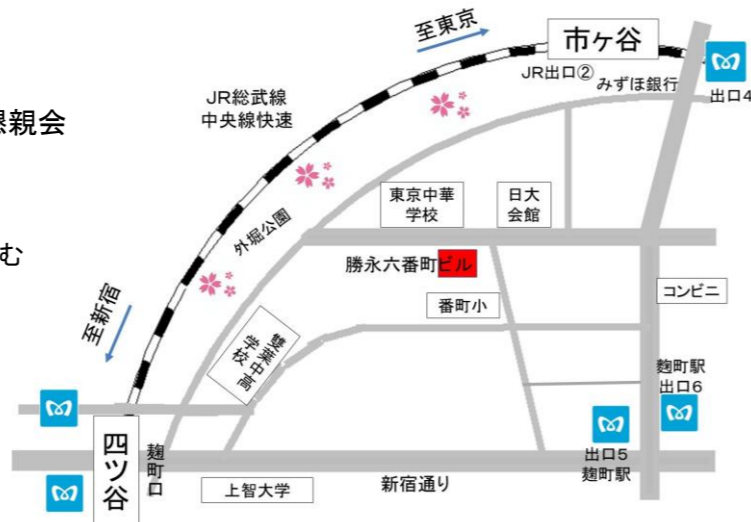 至東京
市ヶ谷
JR出口②
みずほ銀行
出口4
JR総武線
中央線快速
懇親会
東京中華
学校
日大
会館
外堀公園
む
勝永六番町ビル
コンビニ
番町小
至新宿
雙葉中高
学校
麹町駅
出口6
四ツ谷
麹町口
出口5
麹町駅
上智大学
新宿通り